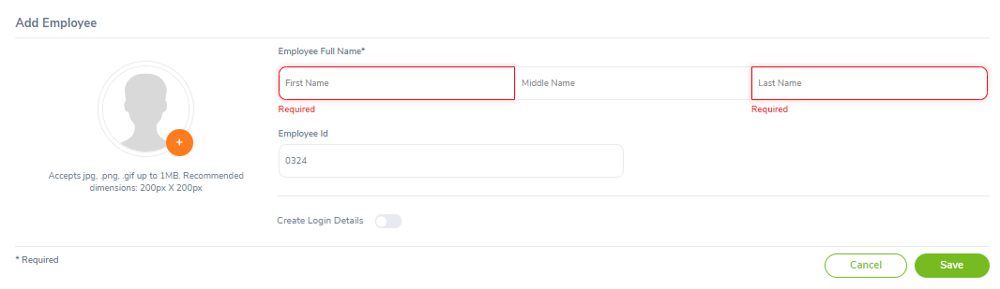 Add Employee
Employee Full Name*
First Name
Middle Name
Last Name
Required
Required
+
Accepts jpg, .png, .gif up to 1MB. Recommended
dimensions: 200px X 200px
Employee Id
0324
Create Login Details
* Required
Cancel
Save